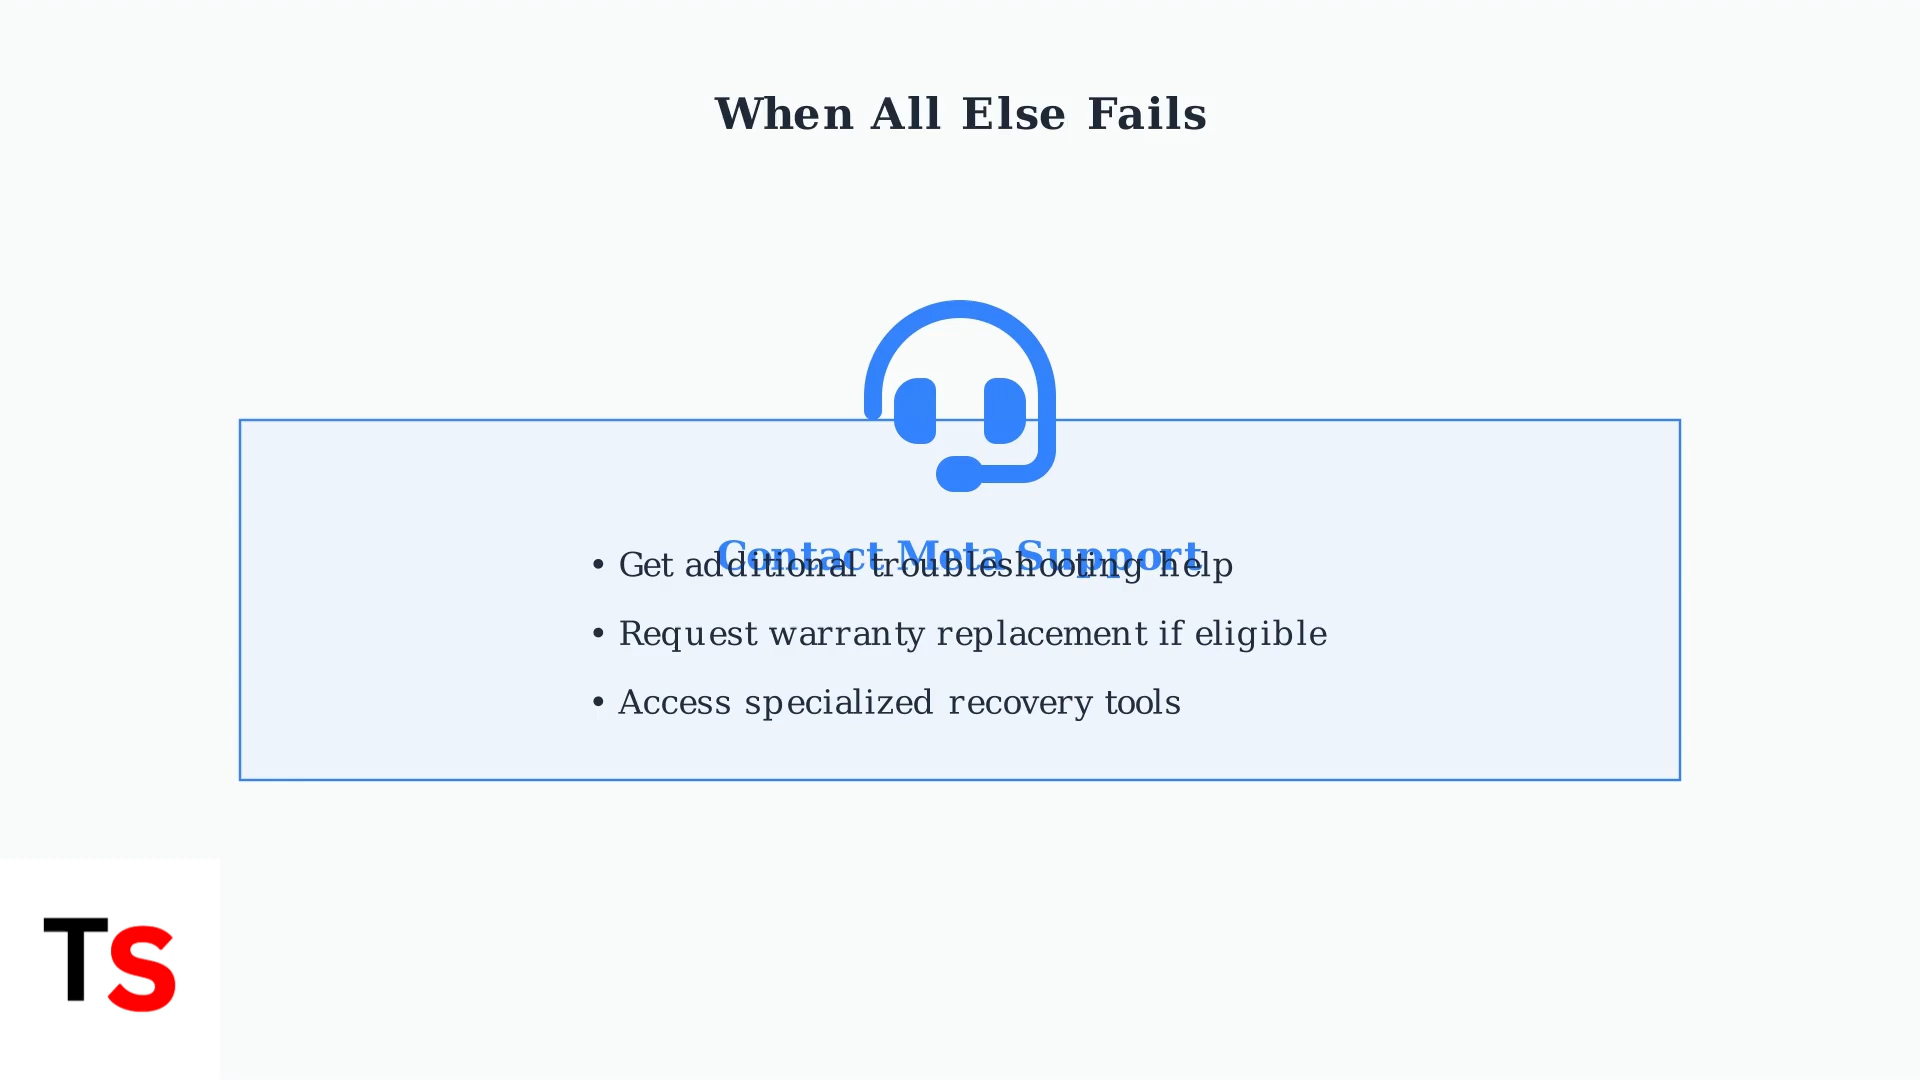 When All Else Fails
Contact Meta Support
• Get additional troubleshooting help
• Request warranty replacement if eligible
• Access specialized recovery tools
TS